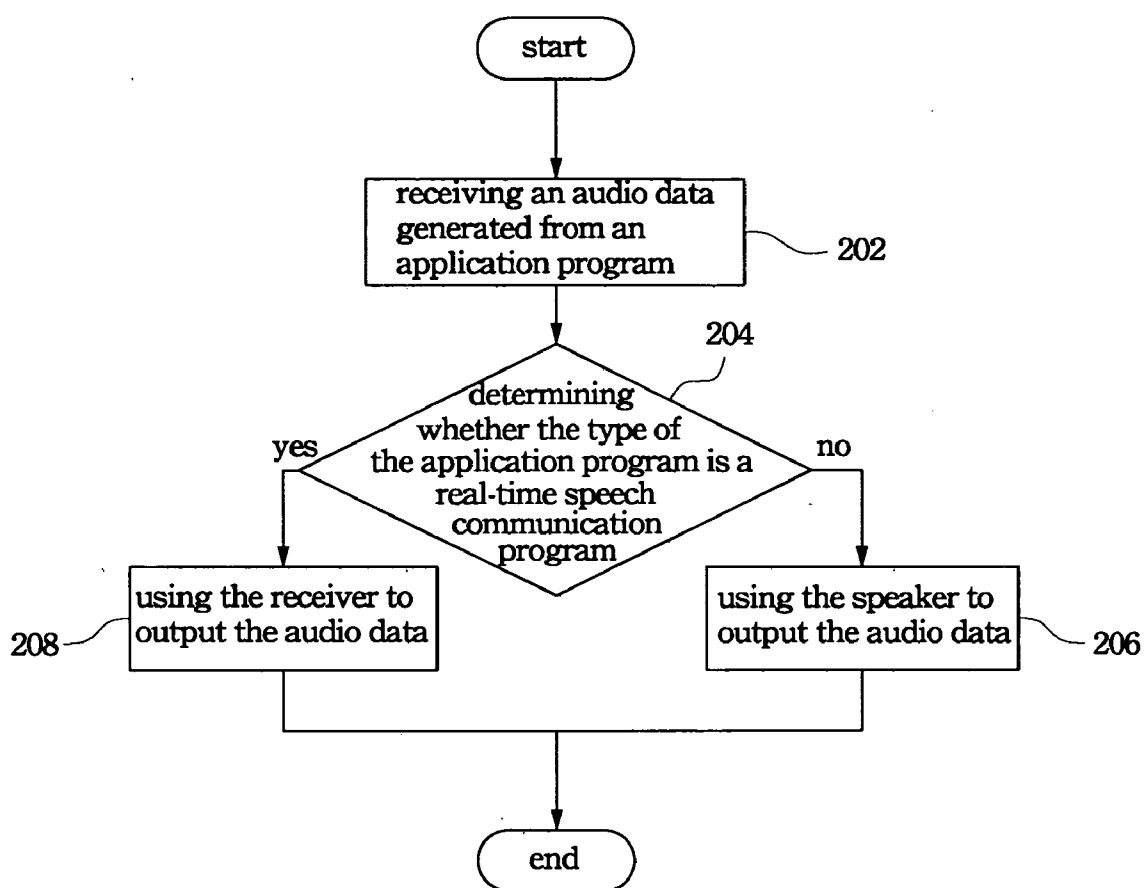 start
receiving an audio data
generated from an
application program
202
204
determining
whether the type of
the application program is a
real-time speech
communication
program
yes
no
using the receiver to
output the audio data
208
using the speaker to
output the audio data
206
end